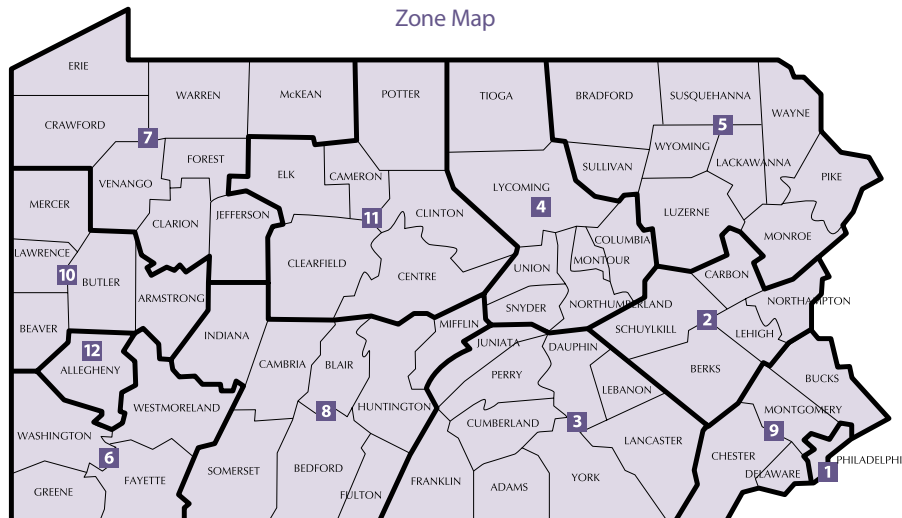 Zone Map
ERIE
WARREN
McKEAN
POTTER
TIOGA
BRADFORD
SUSQUEHANNA
WAYNE
CRAWFORD
7
5
FOREST
WYOMING
LACKAWANNA
VENANGO
ELK
CAMERON
SULLIVAN
PIKE
MERCER
LYCOMING
4
LUZERNE
CLARION
JEFFERSON
11
CLINTON
COLUMBIA
MONROE
LAWRENCE
10
BUTLER
CLEARFIELD
CENTRE
UNION
MONTOUR
CARBON
ARMSTRONG
SNYDER
NORTHUMBERLAND
NORTHAMPTON
BEAVER
INDIANA
MIFFLIN
SCHUYLKILL
2
LEHIGH
12
ALLEGHENY
CAMBRIA
BLAIR
JUNIATA
DAUPHIN
PERRY
BERKS
BUCKS
LEBANON
WESTMORELAND
8
HUNTINGTON
CUMBERLAND
3
MONTGOMERY
9
WASHINGTON
6
LANCASTER
CHESTER
PHILADELPHI
1
FAYETTE
SOMERSET
BEDFORD
FRANKLIN
YORK
DELAWARE
GREENE
FULTON
ADAMS